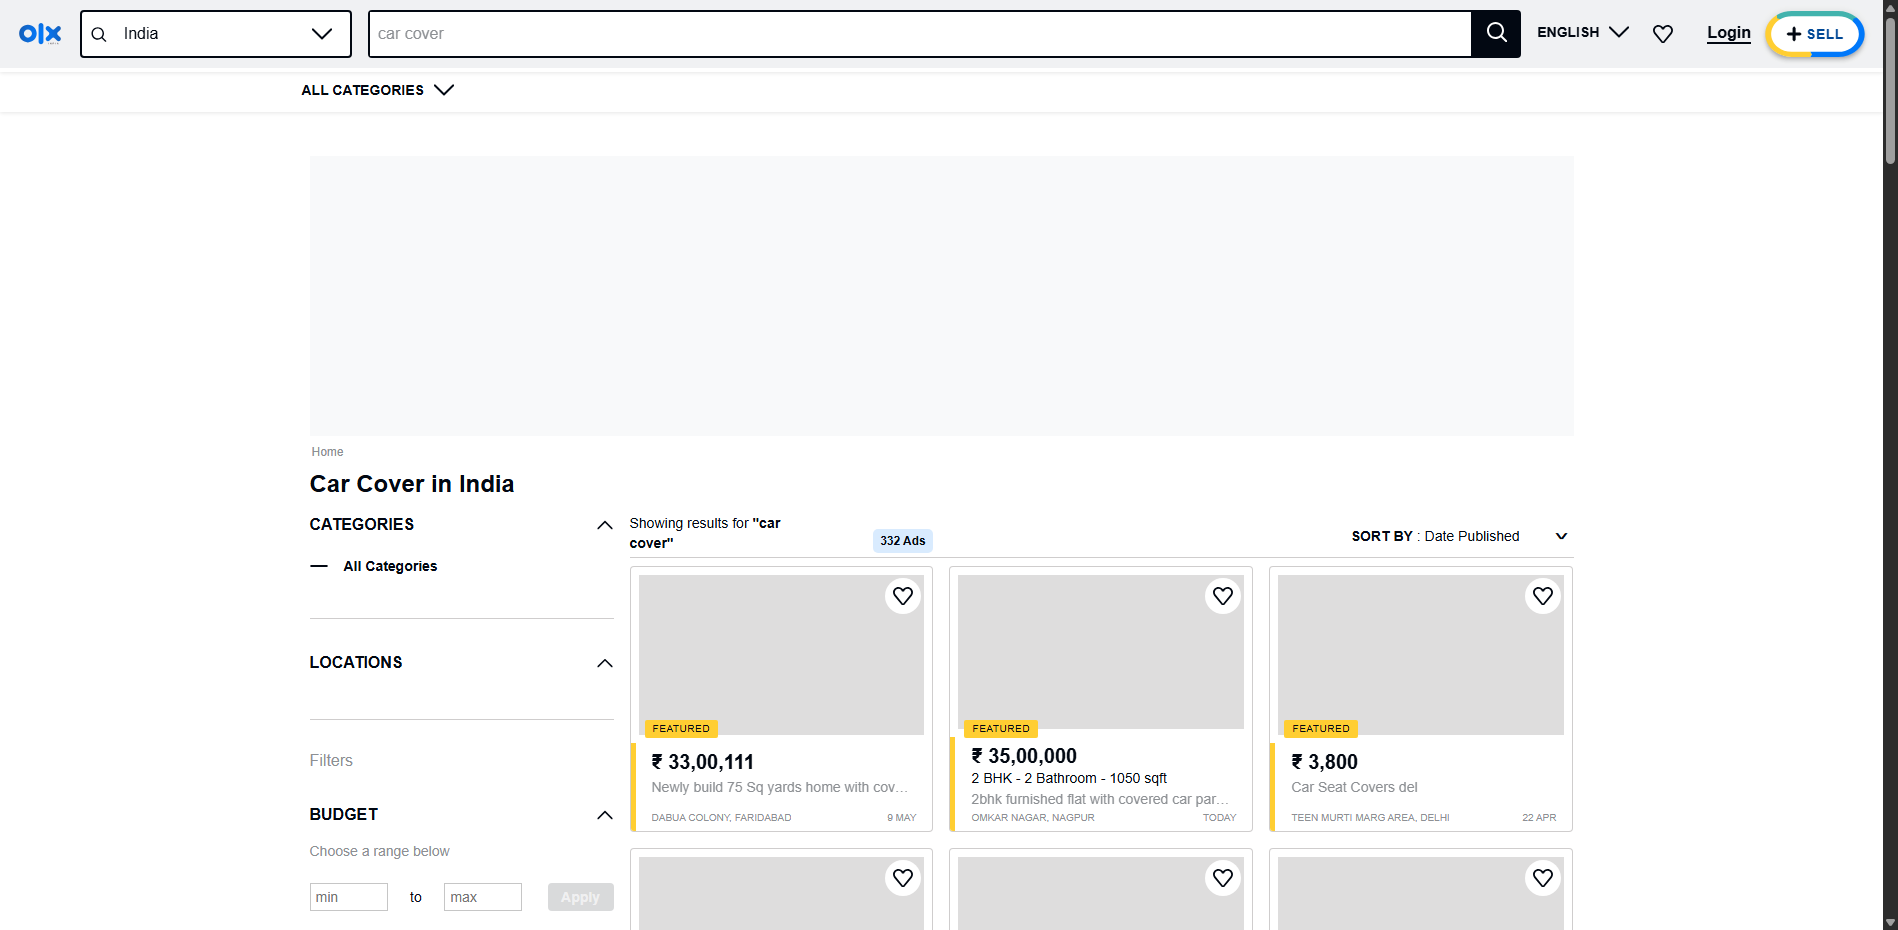 olx
India
car cover
ENGLISH
Login
SELL
ALL CATEGORIES
Home
Car Cover in India
CATEGORIES
All Categories
LOCATIONS
Filters
BUDGET
Choose a range below
min to max Apply
Showing results for "car
cover"
332 Ads
SORT BY : Date Published
FEATURED
₹ 33,00,111
Newly build 75 Sq yards home with cov...
DABUA COLONY, FARIDABAD 9 MAY
FEATURED
₹ 35,00,000
2 BHK - 2 Bathroom - 1050 sqft
2bhk furnished flat with covered car par...
OMKAR NAGAR, NAGPUR TODAY
FEATURED
₹ 3,800
Car Seat Covers del
TEEN MURTI MARG AREA, DELHI 22 APR